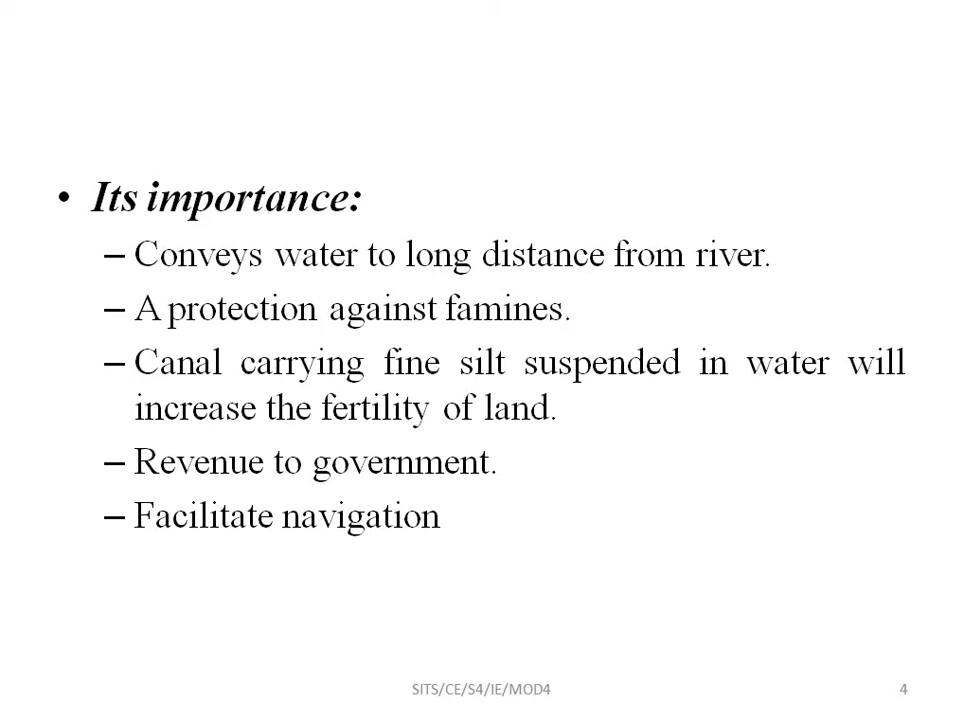 • Its importance:
– Conveys water to long distance from river.
– A protection against famines.
– Canal carrying fine silt suspended in water will
increase the fertility of land.
– Revenue to government.
– Facilitate navigation
SITS/CE/S4/IE/MOD4
4